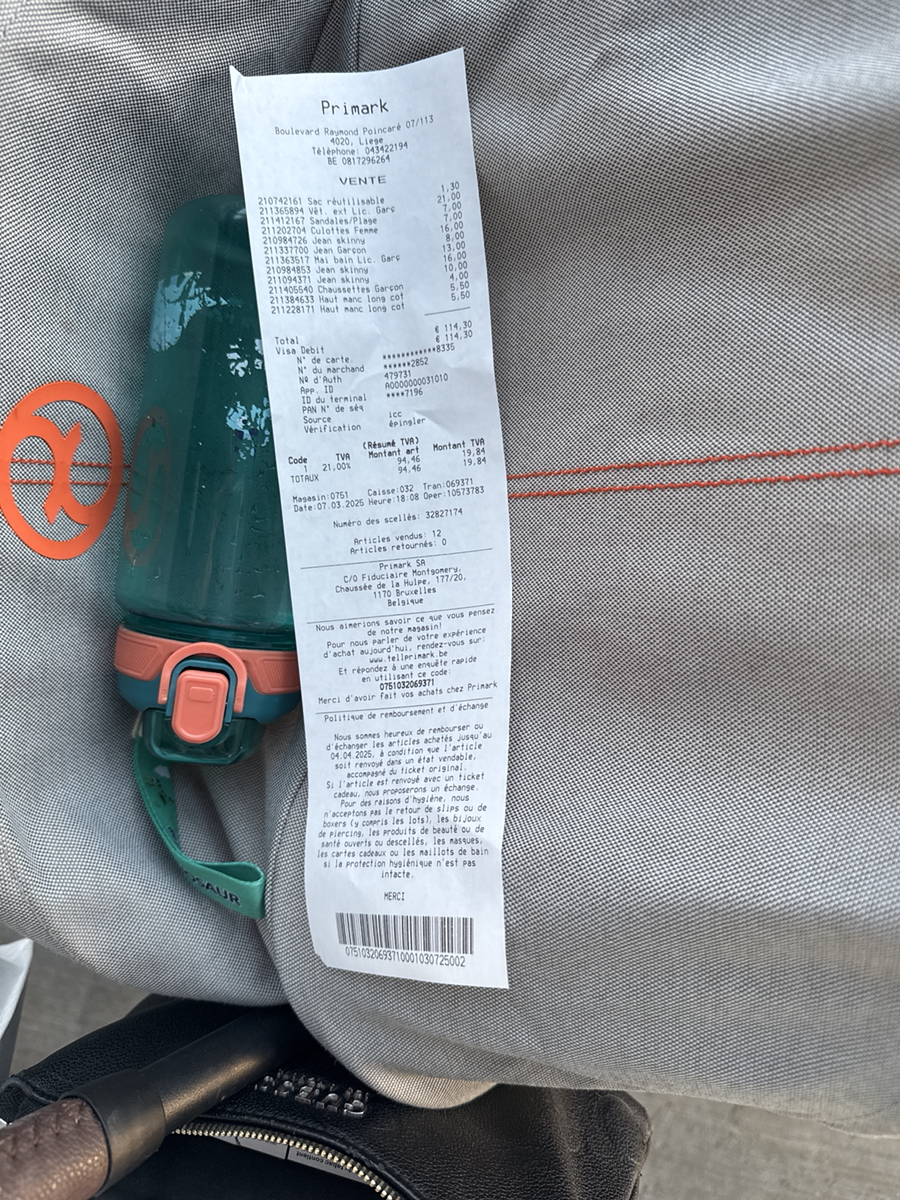 Primark
Boulevard Raymond Poincaré 07/113
4020, Liege
Téléphone: 043422194
BE 0817296264
VENTE
210742161 Sac réutilisable 1,30
211365894 Vêt. ext Lic. Garç 21,00
211412167 Sandales/Plage 7,00
211202704 Culottes Femme 7,00
210984726 Jean skinny 16,00
211337700 Jean Garçon 8,00
211363517 Mai bain Lic. Garç 13,00
210984853 Jean skinny 16,00
211094371 Jean skinny 10,00
211405540 Chaussettes Garçon 4,00
211384633 Haut manc long cot 5,50
211228171 Haut manc long cot 5,50
Total € 114,30
Visa Debit € 114,30
N° de carte. ************8335
N° du marchand ******2852
Nº d'Auth 479731
App. ID A0000000031010
ID du terminal ****7196
PAN N° de séq
Source icc
Vérification épingler
(Résumé TVA)
Code TVA Montant art Montant TVA
1 21,00% 94,46 19,84
TOTAUX 94,46 19,84
Magasin:0751 Caisse:032 Tran:069371
Date:07.03.2025 Heure:18:08 Oper:10573783
Numéro des scellés: 32827174
Articles vendus: 12
Articles retournés: 0
Primark SA
C/O Fiduciaire Montgomery,
Chaussée de la Hulpe, 177/20,
1170 Bruxelles
Belgique
Nous aimerions savoir ce que vous pensez
de notre magasin!
Pour nous parler de votre expérience
d'achat aujourd'hui, rendez-vous sur:
www.tellprimark.be
Et répondez à une enquête rapide
en utilisant ce code:
0751032069371
Merci d'avoir fait vos achats chez Primark
Politique de remboursement et d'échange
Nous sommes heureux de rembourser ou
d'échanger les articles achetés jusqu'au
04.04.2025, à condition que l'article
soit renvoyé dans un état vendable,
accompagné du ticket original.
Si l'article est renvoyé avec un ticket
cadeau, nous proposerons un échange.
Pour des raisons d'hygiène, nous
n'acceptons pas le retour de slips ou de
boxers (y compris les lots), les bijoux
de piercing, les produits de beauté ou de
santé ouverts ou descellés, les masques,
les cartes cadeaux ou les maillots de bain
si la protection hygiénique n'est pas
intacte.
MERCI
07510320693710001030725002
OSAUR